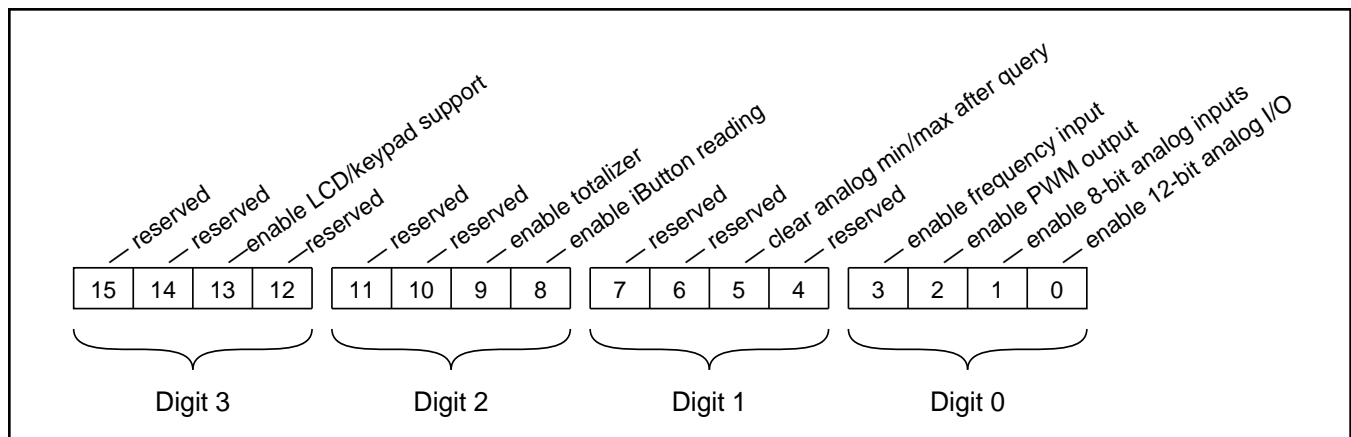 reserved
reserved
enable LCD/keypad support
reserved
reserved
reserved
enable totalizer
enable iButton reading
reserved
reserved
clear analog min/max after query
reserved
enable frequency input
enable PWM output
enable 8-bit analog inputs
enable 12-bit analog I/O
15 14 13 12 11 10 9 8 7 6 5 4 3 2 1 0
Digit 3 Digit 2 Digit 1 Digit 0